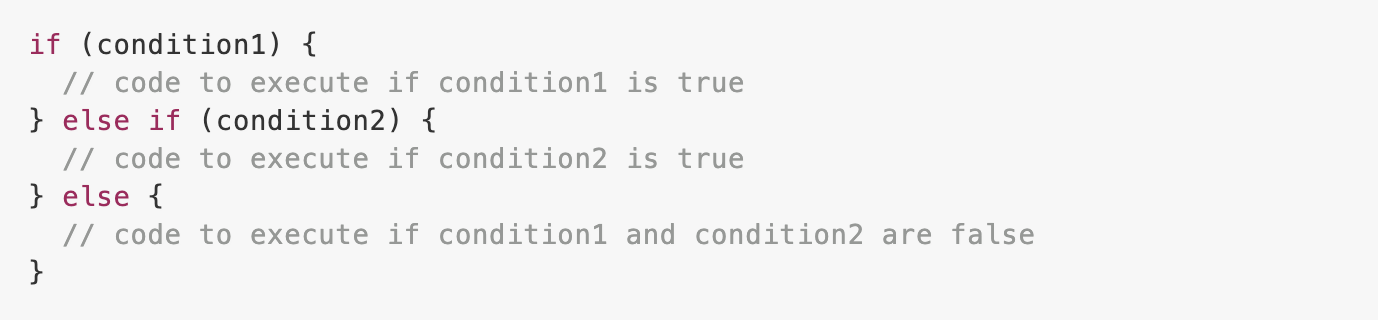 if (condition1) {
  // code to execute if condition1 is true
} else if (condition2) {
  // code to execute if condition2 is true
} else {
  // code to execute if condition1 and condition2 are false
}